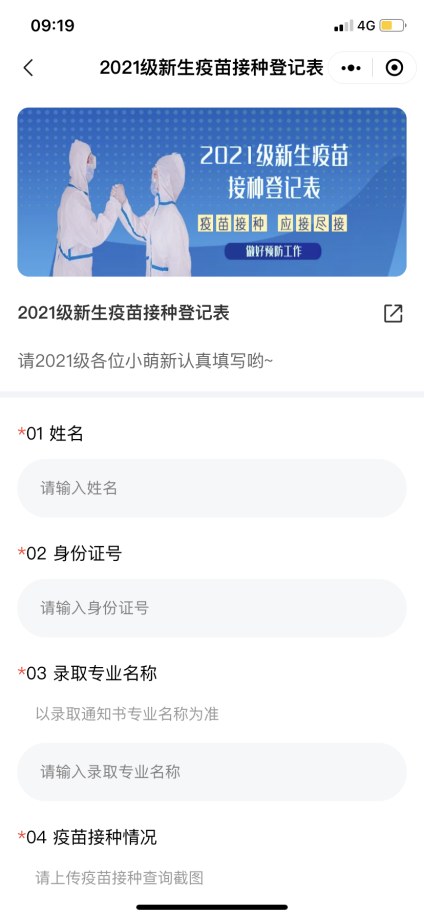 09:19
4G
2021级新生疫苗接种登记表
2021级新生疫苗
接种登记表
疫苗接种 应接尽接
做好预防工作
2021级新生疫苗接种登记表
请2021级各位小萌新认真填写哟~
*01 姓名
请输入姓名
*02 身份证号
请输入身份证号
*03 录取专业名称
以录取通知书专业名称为准
请输入录取专业名称
*04 疫苗接种情况
请上传疫苗接种查询截图